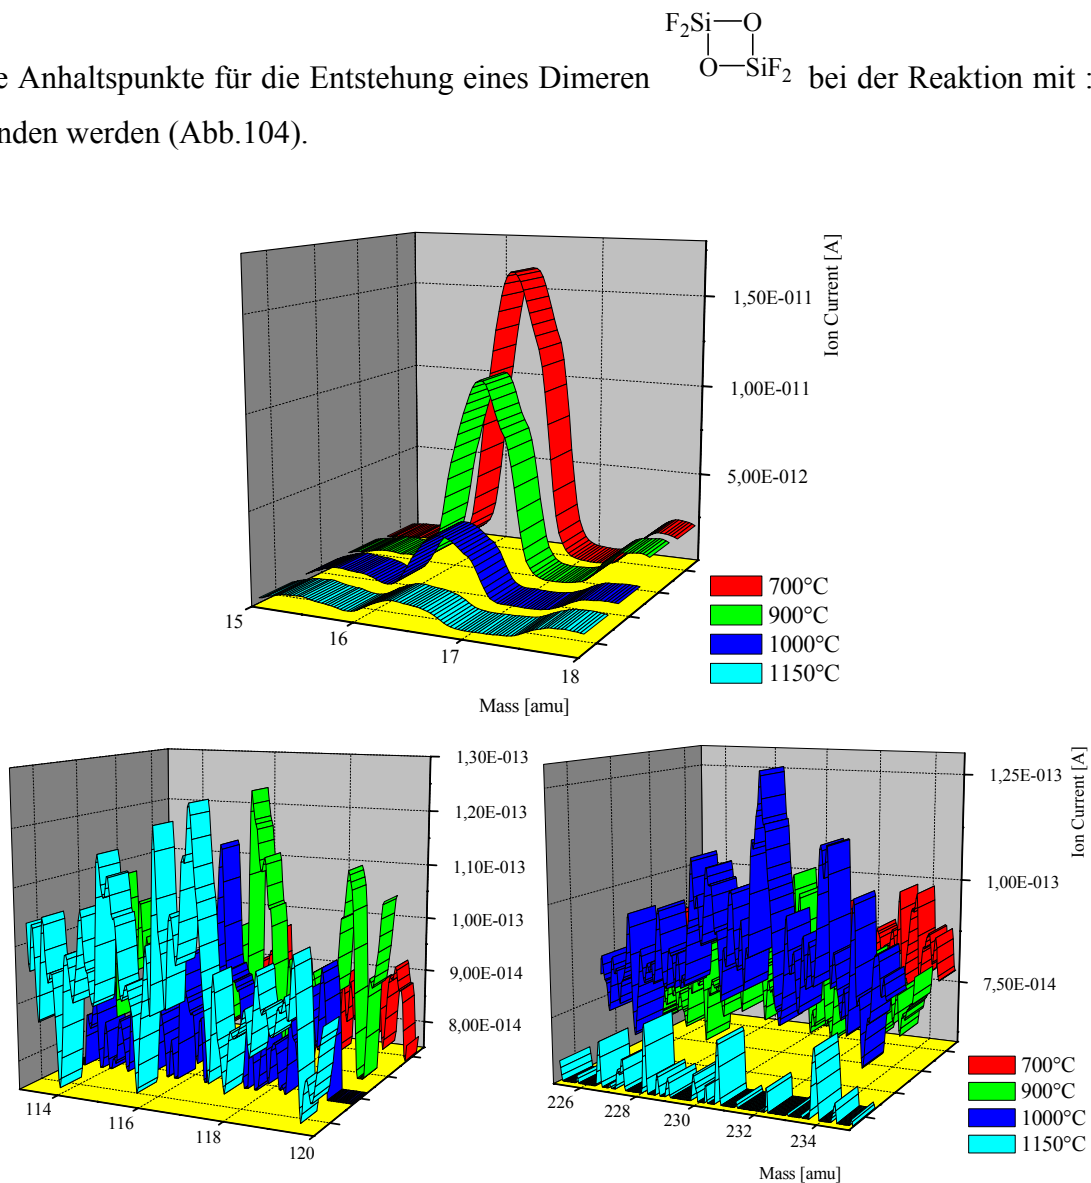 F₂Si—O
e Anhaltspunkte für die Entstehung eines Dimeren O—SiF₂ bei der Reaktion mit :
nden werden (Abb.104).
Ion Current [A]
1,50E-011
1,00E-011
5,00E-012
15
16
17
18
Mass [amu]
700°C
900°C
1000°C
1150°C
1,30E-013
1,20E-013
1,10E-013
1,00E-013
9,00E-014
8,00E-014
114
116
118
120
Ion Current [A]
1,25E-013
1,00E-013
7,50E-014
226
228
230
232
234
Mass [amu]
700°C
900°C
1000°C
1150°C